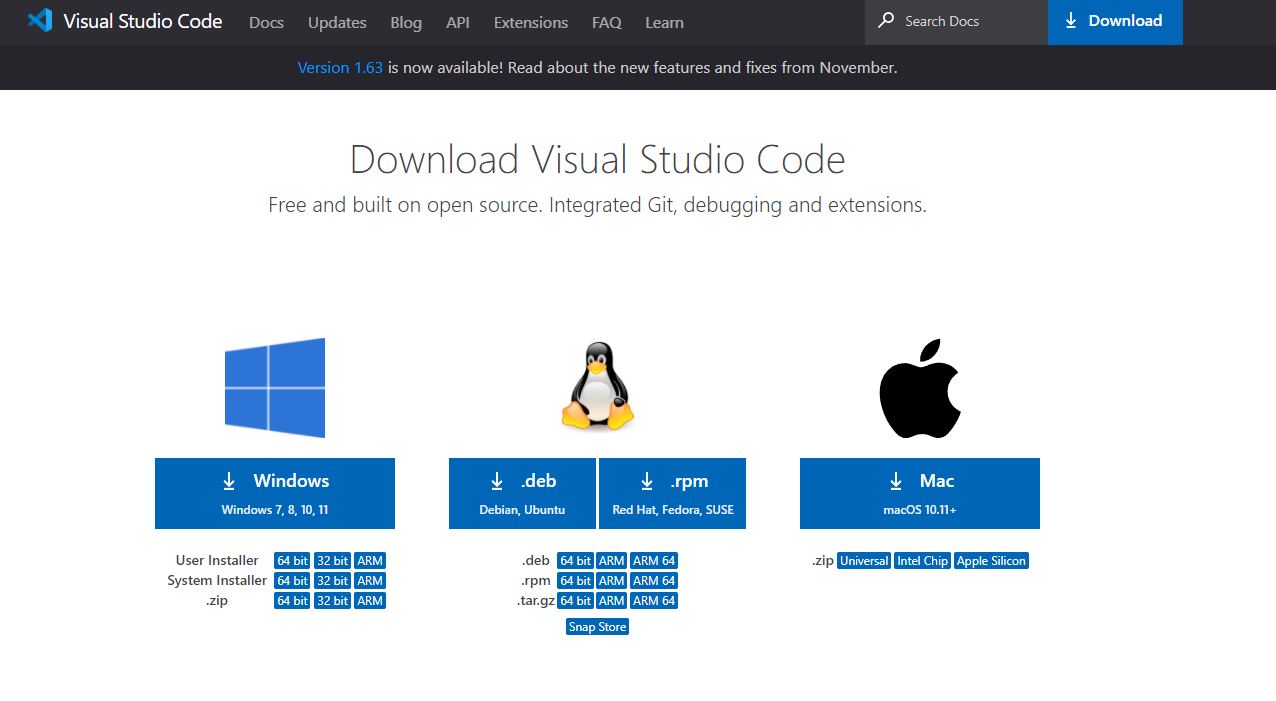 Visual Studio Code Docs Updates Blog API Extensions FAQ Learn Search Docs Download
Version 1.63 is now available! Read about the new features and fixes from November.
Download Visual Studio Code
Free and built on open source. Integrated Git, debugging and extensions.
Windows
Windows 7, 8, 10, 11
User Installer 64 bit 32 bit ARM
System Installer 64 bit 32 bit ARM
.zip 64 bit 32 bit ARM
.deb
Debian, Ubuntu
.rpm
Red Hat, Fedora, SUSE
.deb 64 bit ARM ARM 64
.rpm 64 bit ARM ARM 64
.tar.gz 64 bit ARM ARM 64
Snap Store
Mac
macOS 10.11+
.zip Universal Intel Chip Apple Silicon